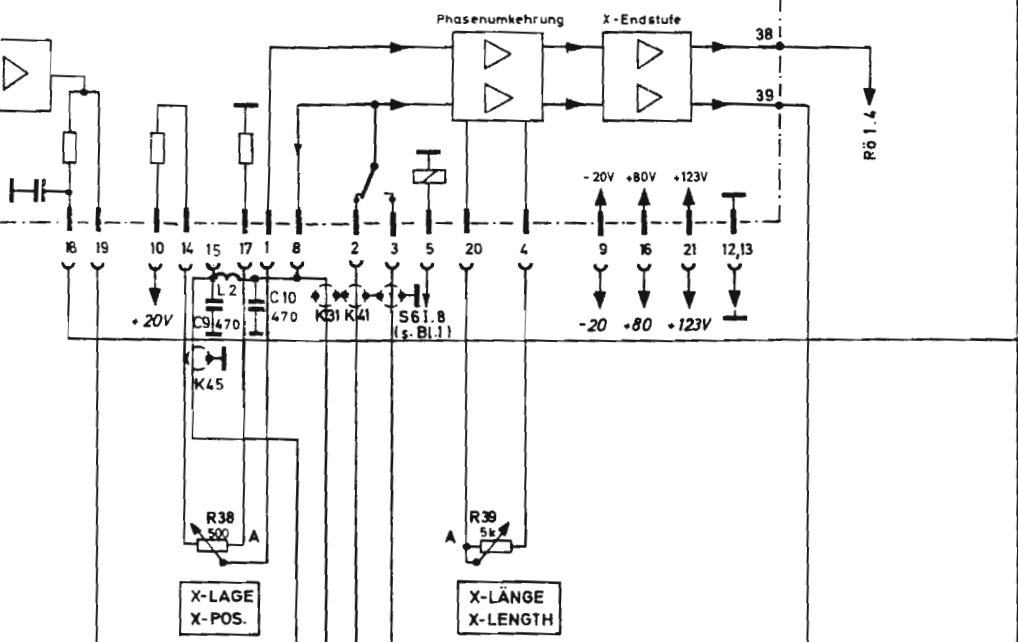 Phasenumkehrung
X-Endstufe
38
39
Rö 1.4
-20V +80V +123V
18 19 10 14 15 17 1 8 2 3 5 20 4 9 16 21 12,13
L2
C10
470
C9 470
K31 K41
S61.8
(s.Bl.1)
+20V
-20 +80 +123V
K45
R38
500
A
R39
5k
A
X-LAGE
X-POS.
X-LÄNGE
X-LENGTH